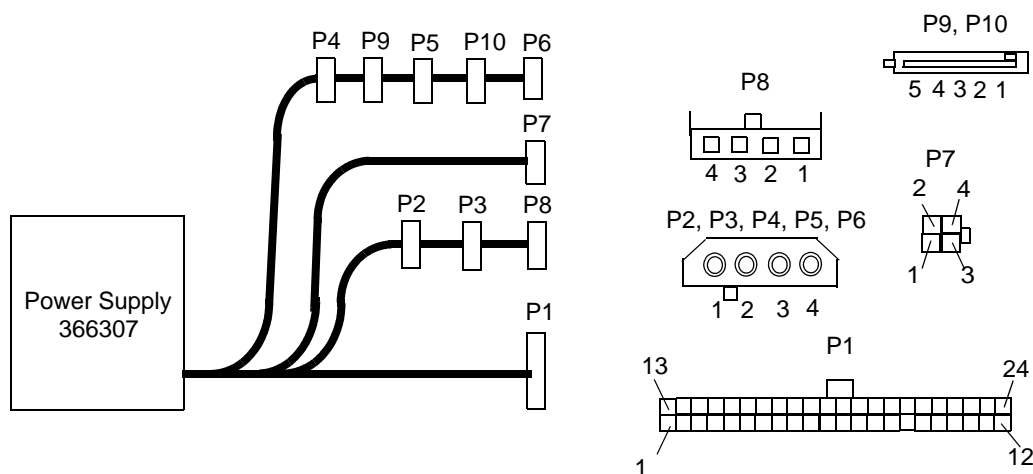 P4 P9 P5 P10 P6
P7
P2 P3 P8
P1
Power Supply
366307
P9, P10
5 4 3 2 1
P8
4 3 2 1
P7
2 4
1 3
P2, P3, P4, P5, P6
1 2 3 4
P1
13 24
1 12